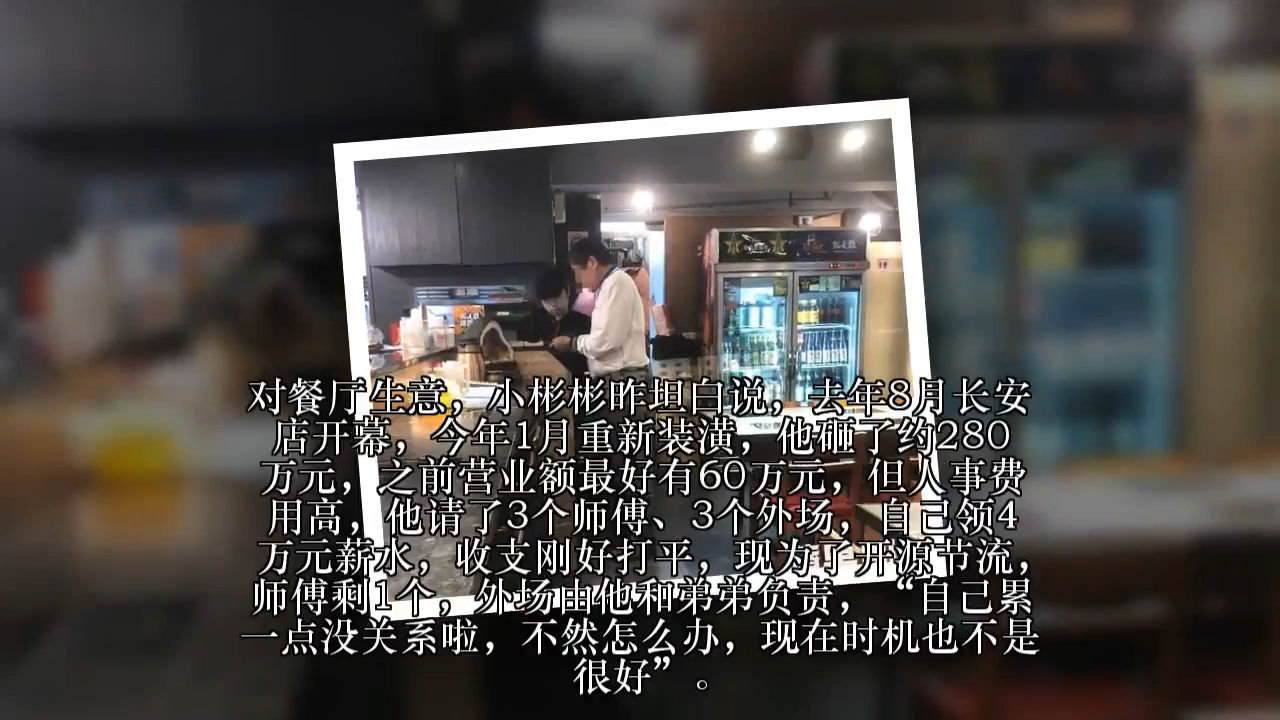 对餐厅生意，小彬彬昨坦白说，去年8月长安
店开幕，今年1月重新装潢，他砸了约280
万元，之前营业额最好有60万元，但人事费
用高，他请了3个师傅、3个外场，自己领4
万元薪水，收支刚好打平，现为了开源节流，
师傅剩1个，外场由他和弟弟负责，“自己累
一点没关系啦，不然怎么办，现在时机也不是
很好”。